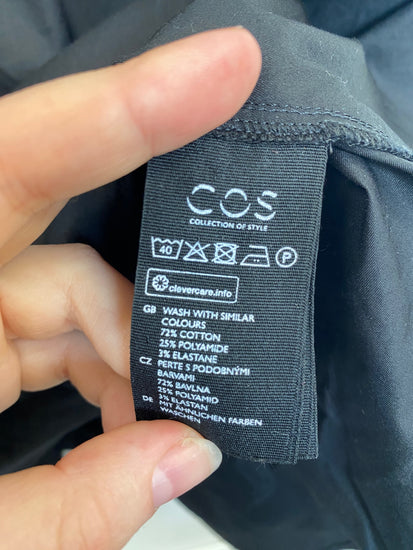 COS
COLLECTION OF STYLE
40 P
clevercare.info
GB WASH WITH SIMILAR
COLOURS
72% COTTON
25% POLYAMIDE
3% ELASTANE
CZ PERTE S PODOBNÝMI
BARVAMI
72% BAVLNA
25% POLYAMID
3% ELASTAN
DE MIT ÄHNLICHEN FARBEN
WASCHEN